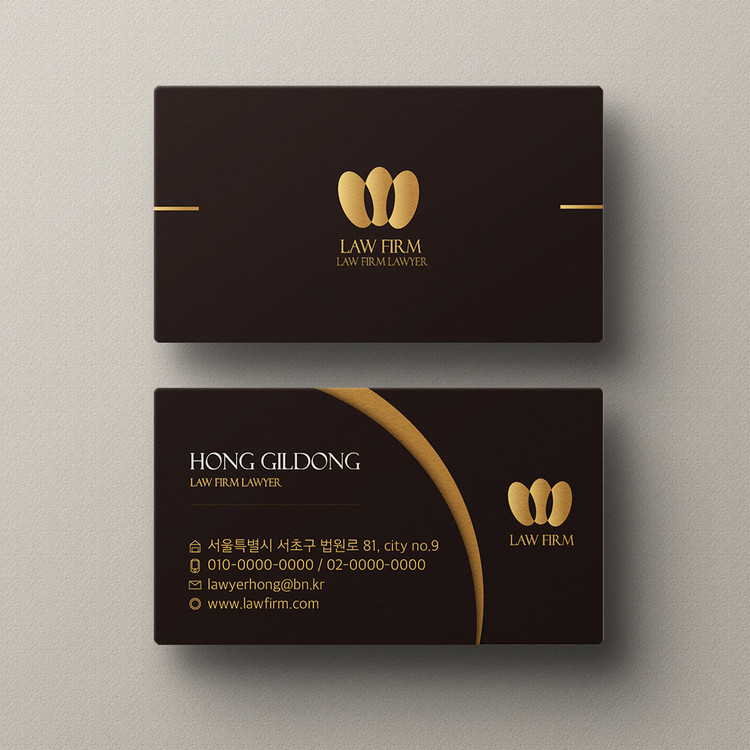 LAW FIRM
LAW FIRM LAWYER
HONG GILDONG
LAW FIRM LAWYER
서울특별시 서초구 법원로 81, city no.9
010-0000-0000 / 02-0000-0000
lawyerhong@bn.kr
www.lawfirm.com
LAW FIRM